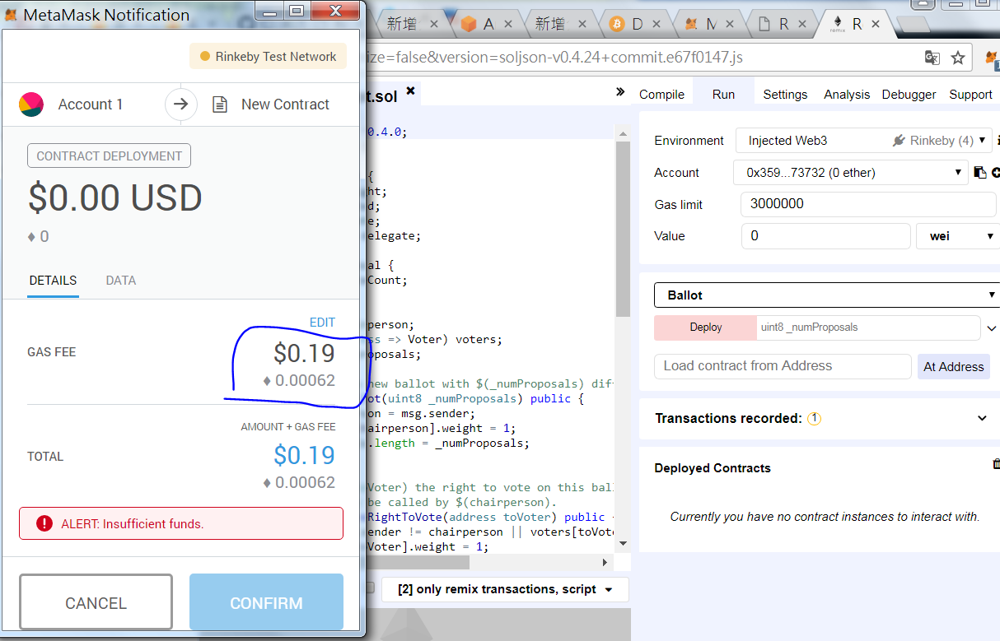 MetaMask Notification
Rinkeby Test Network
Account 1
New Contract
CONTRACT DEPLOYMENT
$0.00 USD
0
DETAILS DATA
EDIT
GAS FEE
$0.19
0.00062
AMOUNT + GAS FEE
TOTAL
$0.19
0.00062
ALERT: Insufficient funds.
CANCEL CONFIRM
新增 A 新增 D R R
ize=false&version=soljson-v0.4.24+commit.e67f0147.js
t.sol
0.4.0;
{
ht;
d;
e;
elegate;
al {
Count;
person;
ss => Voter) voters;
oposals;
new ballot with $(_numProposals) dif
ot(uint8 _numProposals) public {
on = msg.sender;
airperson].weight = 1;
.length = _numProposals;
Voter) the right to vote on this bal
be called by $(chairperson).
RightToVote(address toVoter) public
ender != chairperson || voters[toVot
Voter].weight = 1;
[2] only remix transactions, script
Compile Run Settings Analysis Debugger Support
Environment Injected Web3 Rinkeby (4)
Account 0x359...73732 (0 ether)
Gas limit 3000000
Value 0 wei
Ballot
Deploy uint8 _numProposals
Load contract from Address At Address
Transactions recorded: 1
Deployed Contracts
Currently you have no contract instances to interact with.